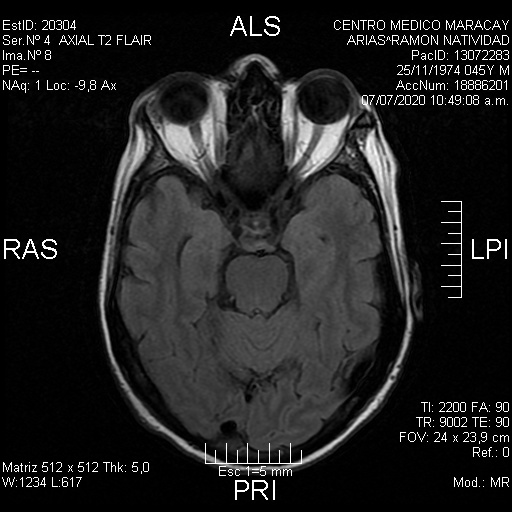 EstID: 20304
Ser.Nº 4 AXIAL T2 FLAIR
Ima.Nº 8
PE= --
NAq: 1 Loc: -9,8 Ax
ALS
CENTRO MEDICO MARACAY
ARIAS^RAMON NATIVIDAD
PacID: 13072283
25/11/1974 045Y M
AccNum: 18886201
07/07/2020 10:49:08 a.m.
RAS
LPI
TI: 2200 FA: 90
TR: 9002 TE: 90
FOV: 24 x 23,9 cm
Ref.: 0
Matriz 512 x 512 Thk: 5,0
W:1234 L:617
Esc 1=5 mm
PRI
Mod.: MR